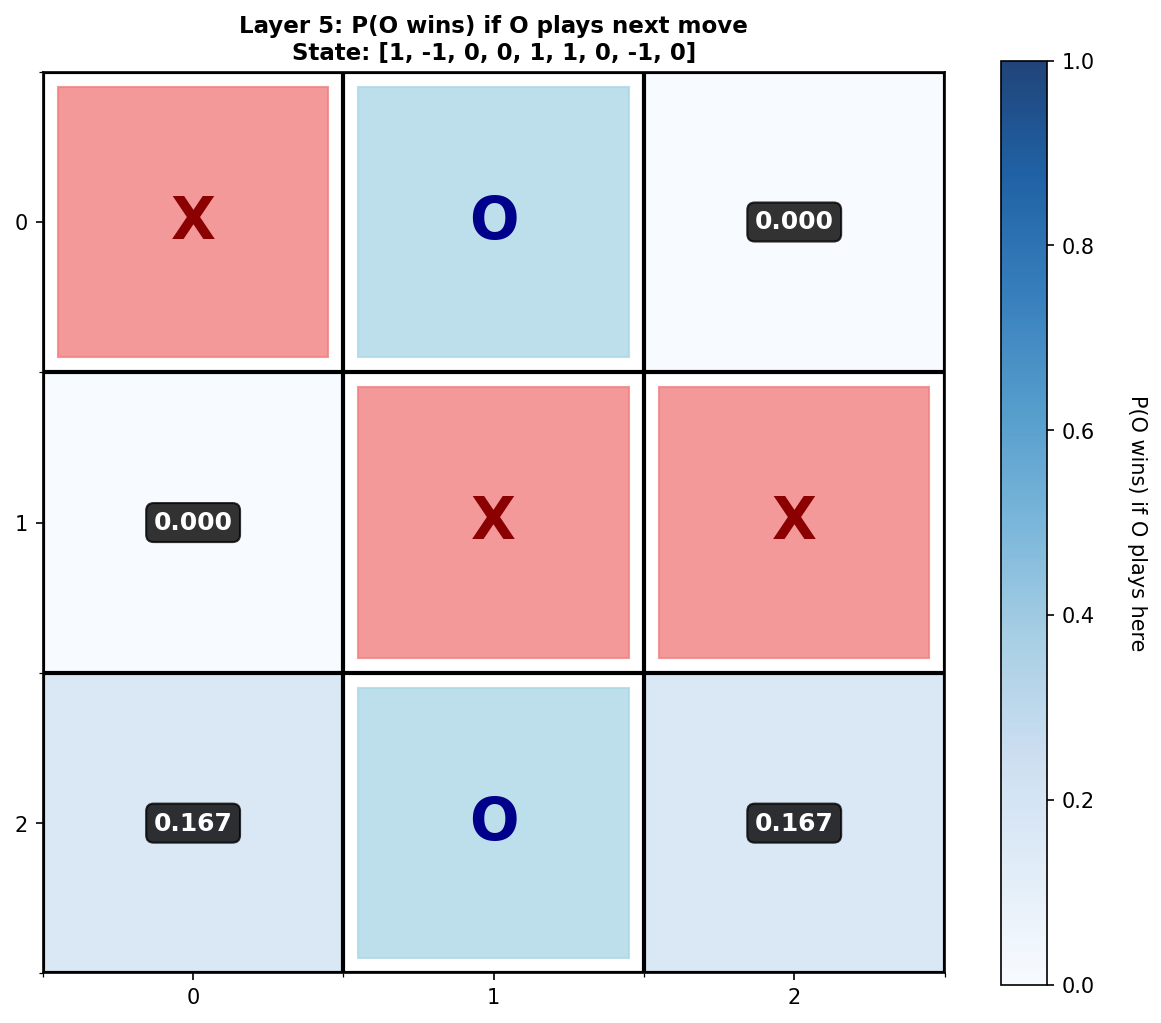 Layer 5: P(O wins) if O plays next move
State: [1, -1, 0, 0, 1, 1, 0, -1, 0]
0
X
O
0.000
1
0.000
X
X
2
0.167
O
0.167
0
1
2
1.0
0.8
0.6
0.4
0.2
0.0
P(O wins) if O plays here